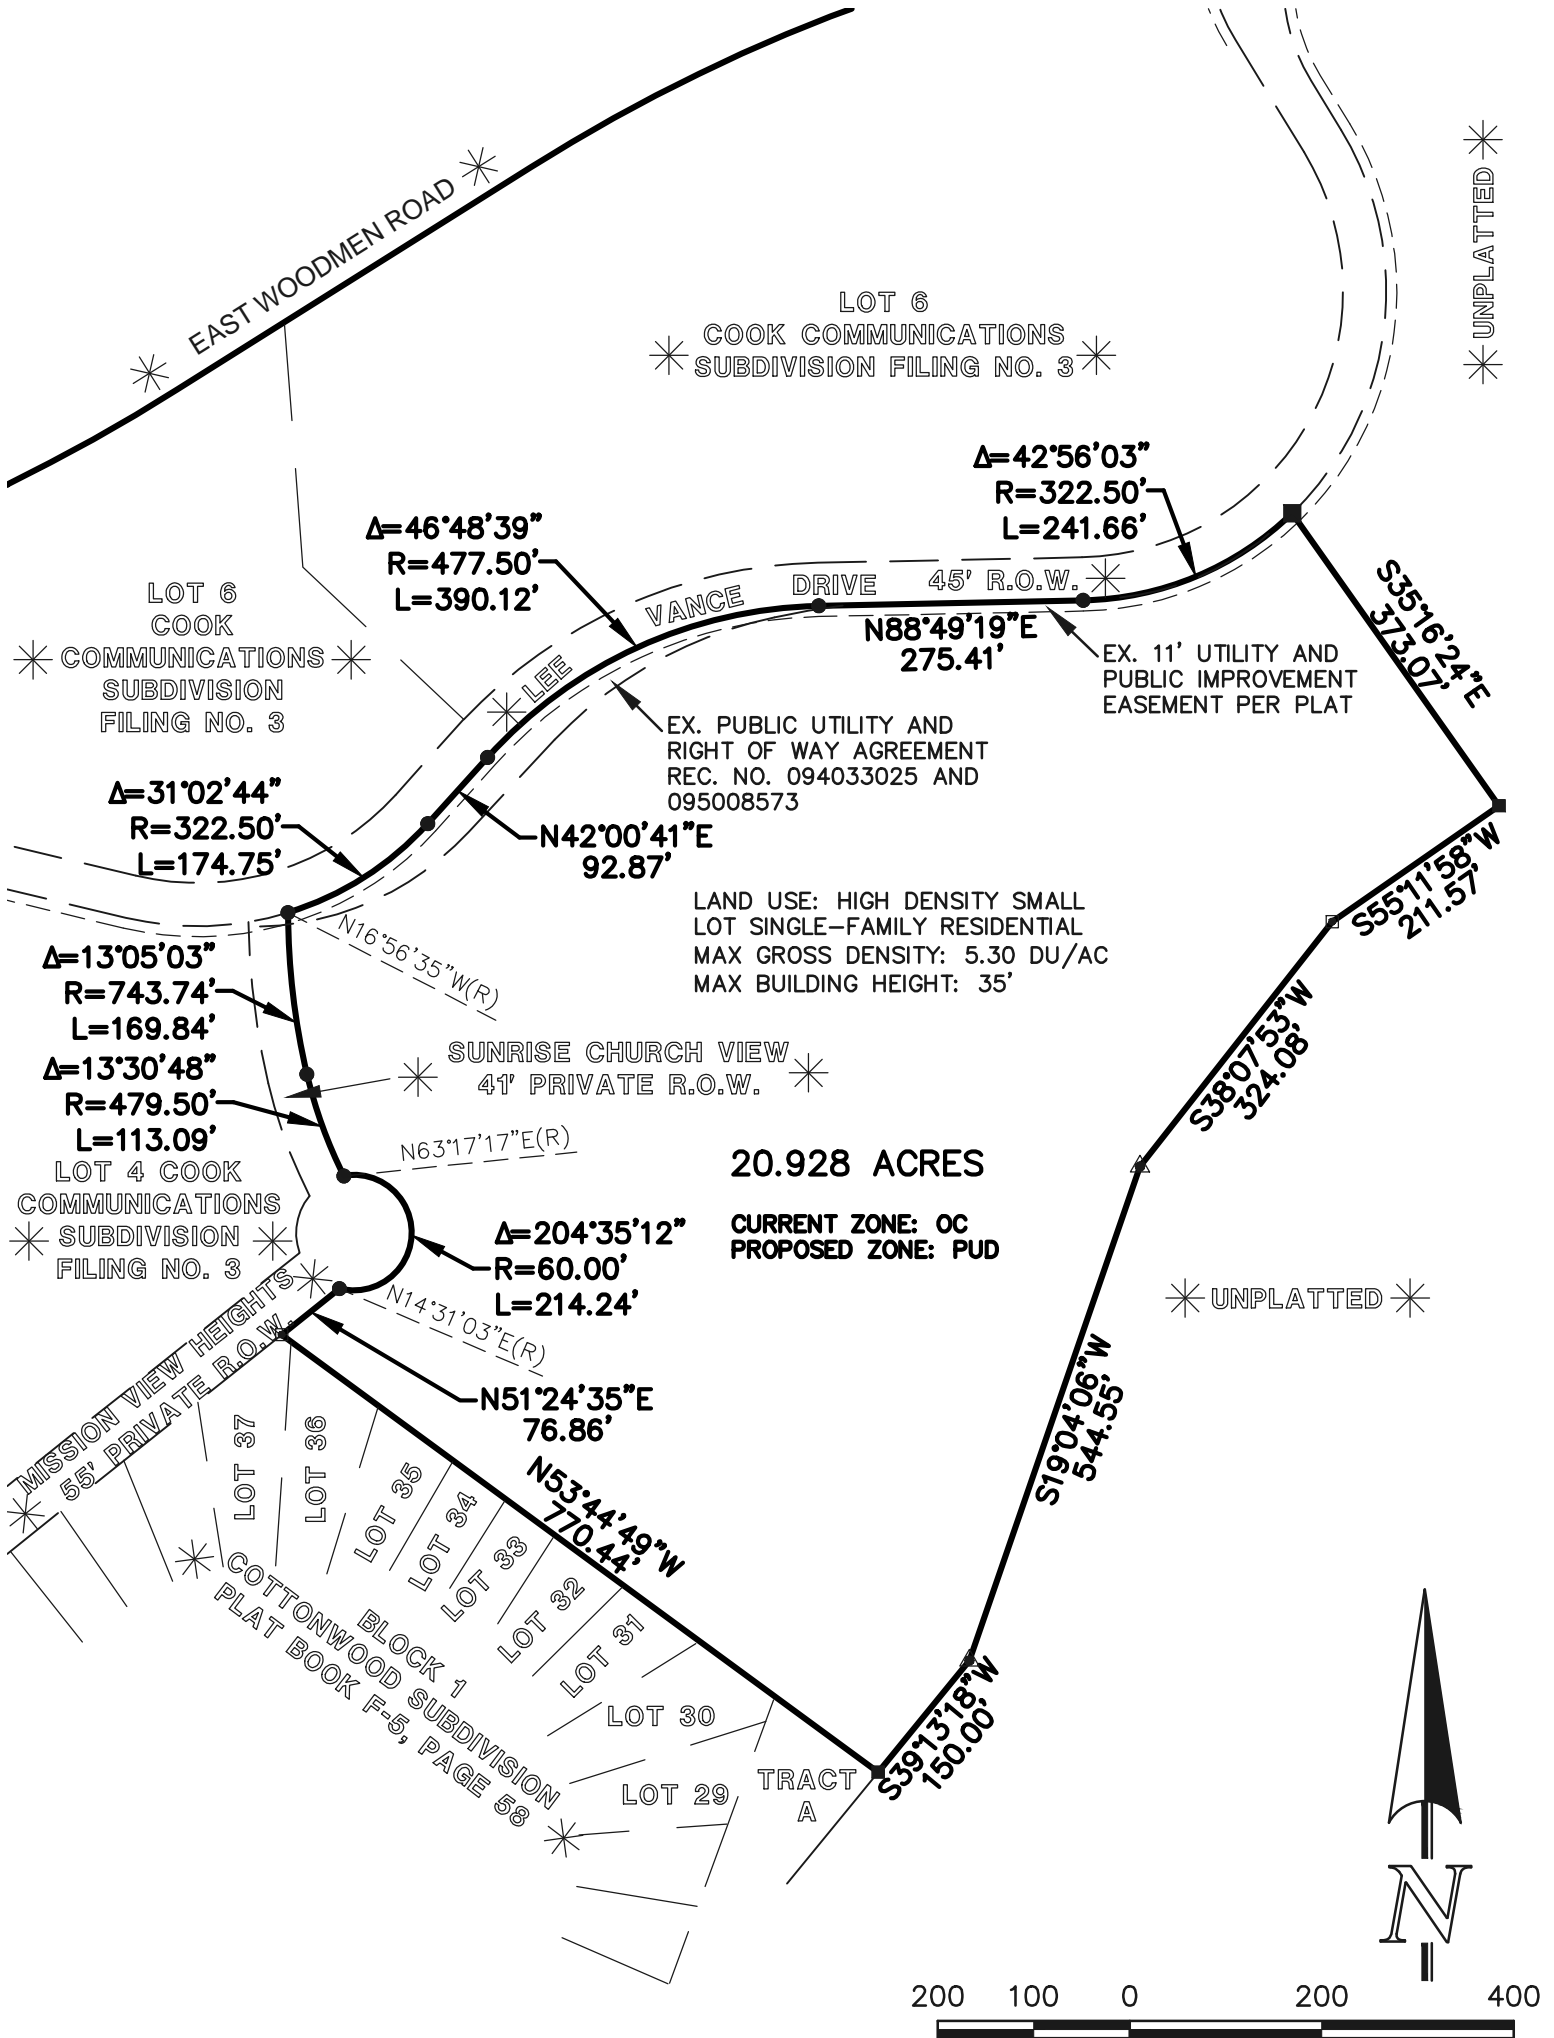 EAST WOODMEN ROAD
UNPLATTED
LOT 6
COOK COMMUNICATIONS
SUBDIVISION FILING NO. 3
Δ=42°56'03"
R=322.50'
L=241.66'
Δ=46°48'39"
R=477.50'
L=390.12'
LEE VANCE DRIVE 45' R.O.W.
N88°49'19"E
275.41'
S35°16'24"E
373.07'
LOT 6
COOK
COMMUNICATIONS
SUBDIVISION
FILING NO. 3
EX. 11' UTILITY AND
PUBLIC IMPROVEMENT
EASEMENT PER PLAT
EX. PUBLIC UTILITY AND
RIGHT OF WAY AGREEMENT
REC. NO. 094033025 AND
095008573
Δ=31°02'44"
R=322.50'
L=174.75'
N42°00'41"E
92.87'
S55°11'58"W
211.57'
LAND USE: HIGH DENSITY SMALL
LOT SINGLE-FAMILY RESIDENTIAL
MAX GROSS DENSITY: 5.30 DU/AC
MAX BUILDING HEIGHT: 35'
N16°56'35"W(R)
Δ=13°05'03"
R=743.74'
L=169.84'
Δ=13°30'48"
R=479.50'
L=113.09'
SUNRISE CHURCH VIEW
41' PRIVATE R.O.W.
S38°07'53"W
324.08'
N63°17'17"E(R)
20.928 ACRES
CURRENT ZONE: OC
PROPOSED ZONE: PUD
LOT 4 COOK
COMMUNICATIONS
SUBDIVISION
FILING NO. 3
Δ=204°35'12"
R=60.00'
L=214.24'
N14°31'03"E(R)
UNPLATTED
MISSION VIEW HEIGHTS
55' PRIVATE R.O.W.
N51°24'35"E
76.86'
S19°04'06"W
544.55'
N53°44'49"W
770.44'
LOT 37
LOT 36
LOT 35
LOT 34
LOT 33
LOT 32
LOT 31
LOT 30
LOT 29
BLOCK 1
COTTONWOOD SUBDIVISION
PLAT BOOK F-5, PAGE 58
TRACT
A
S39°13'18"W
150.00'
N
200 100 0 200 400